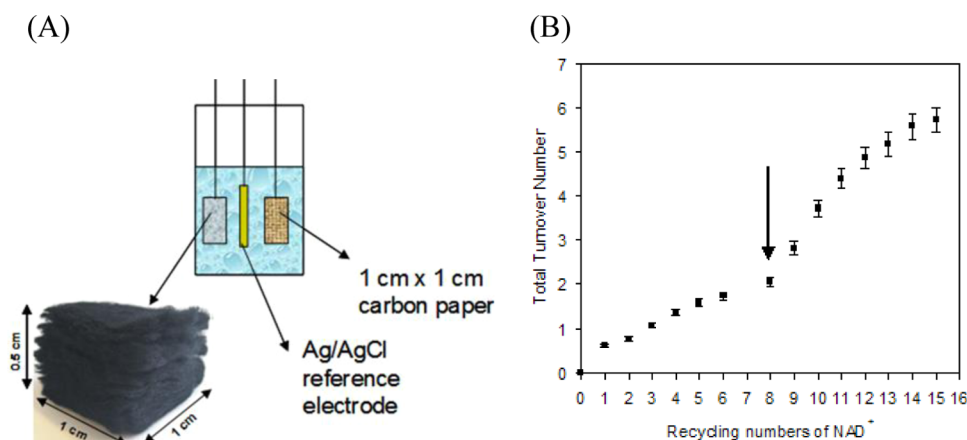 (A)
1 cm x 1 cm
carbon paper
Ag/AgCl
reference
electrode
0.5 cm
1 cm
1 cm
(B)
Total Turnover Number
7
6
5
4
3
2
1
0
0 1 2 3 4 5 6 7 8 9 10 11 12 13 14 15 16
Recycling numbers of NAD+